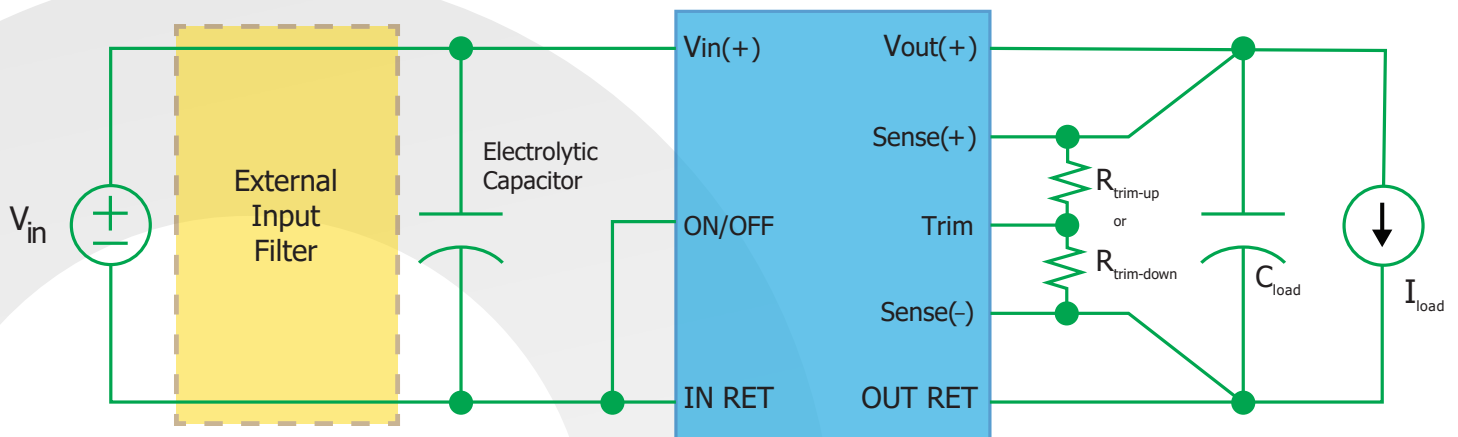 Vin
External
Input
Filter
Electrolytic
Capacitor
Vin(+)
ON/OFF
IN RET
Vout(+)
Sense(+)
Trim
Sense(–)
OUT RET
Rtrim-up
or
Rtrim-down
Cload
Iload